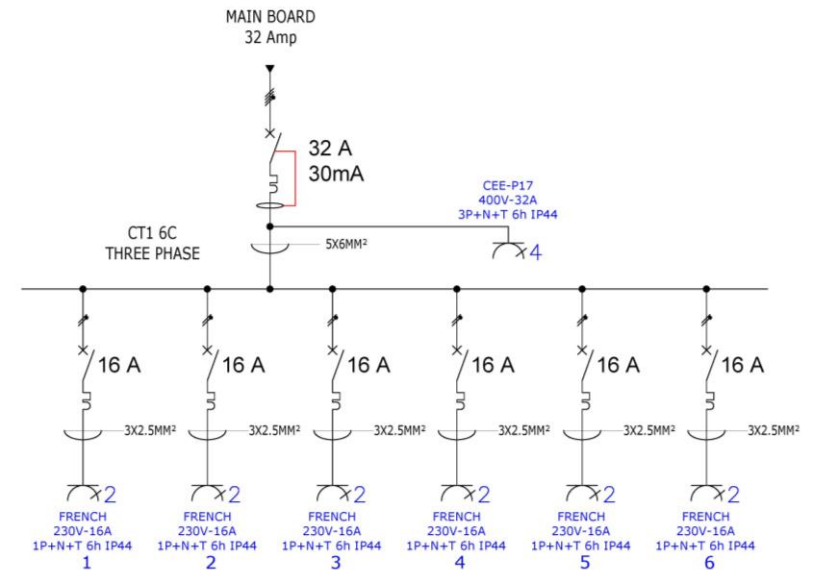 MAIN BOARD
32 Amp
32 A
30mA
CEE-P17
400V-32A
3P+N+T 6h IP44
4
CT1 6C
THREE PHASE
5X6MM²
16 A 16 A 16 A 16 A 16 A 16 A
3X2.5MM² 3X2.5MM² 3X2.5MM² 3X2.5MM² 3X2.5MM² 3X2.5MM²
2 2 2 2 2 2
FRENCH FRENCH FRENCH FRENCH FRENCH FRENCH
230V-16A 230V-16A 230V-16A 230V-16A 230V-16A 230V-16A
1P+N+T 6h IP44 1P+N+T 6h IP44 1P+N+T 6h IP44 1P+N+T 6h IP44 1P+N+T 6h IP44 1P+N+T 6h IP44
1 2 3 4 5 6